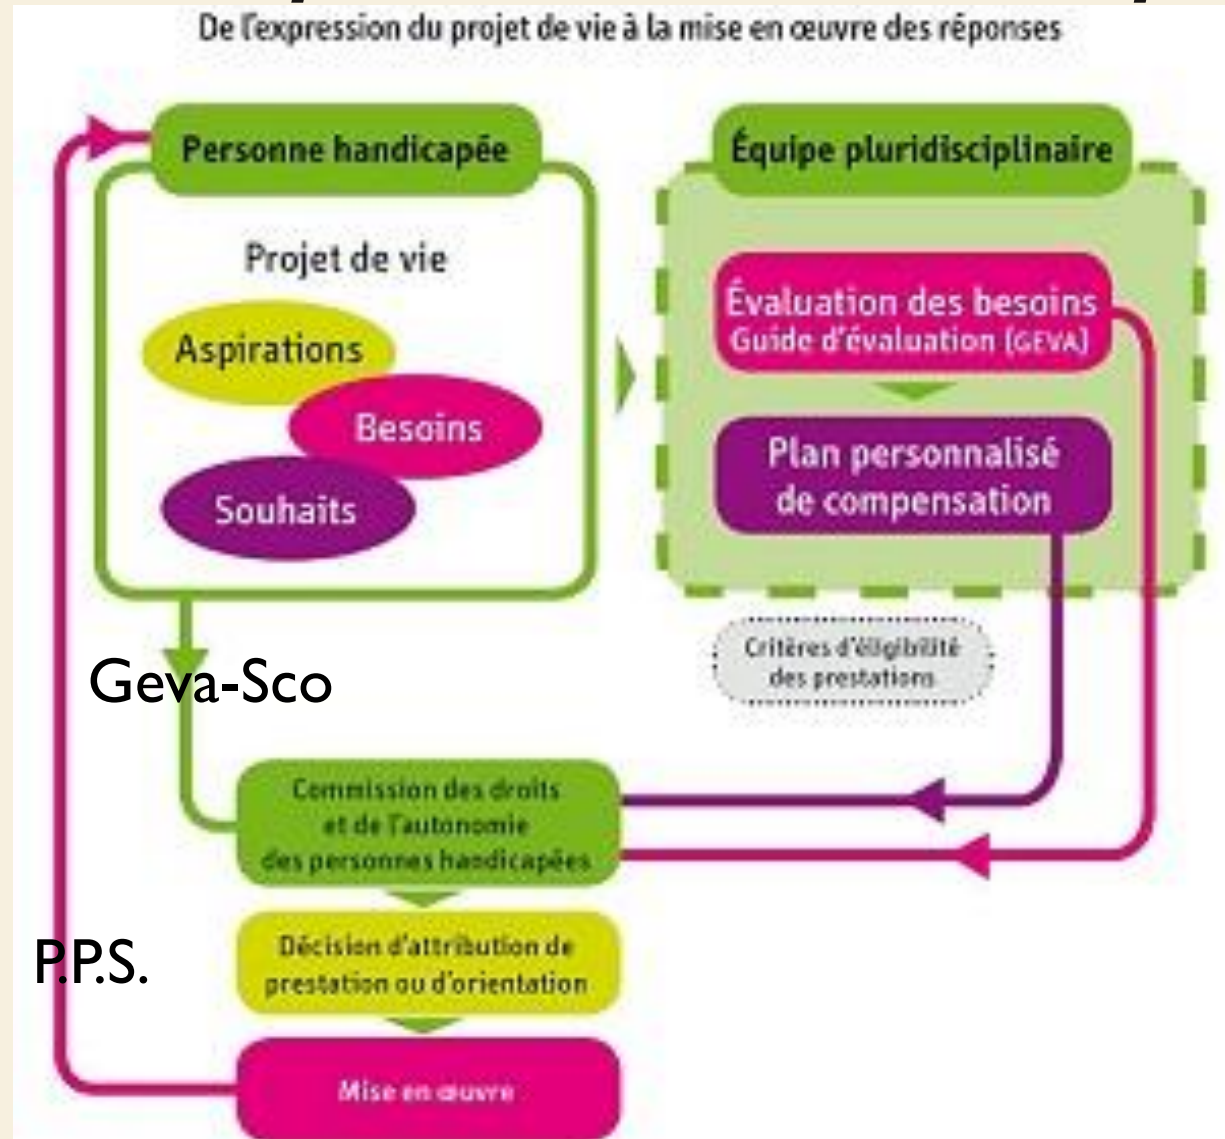 De l'expression du projet de vie à la mise en œuvre des réponses
Personne handicapée
Projet de vie
Aspirations
Besoins
Souhaits
Équipe pluridisciplinaire
Évaluation des besoins
Guide d'évaluation (GEVA)
Plan personnalisé
de compensation
Critères d'éligibilité
des prestations
Geva-Sco
Commission des droits
et de l'autonomie
des personnes handicapées
P.P.S.
Décision d'attribution de
prestation ou d'orientation
Mise en œuvre